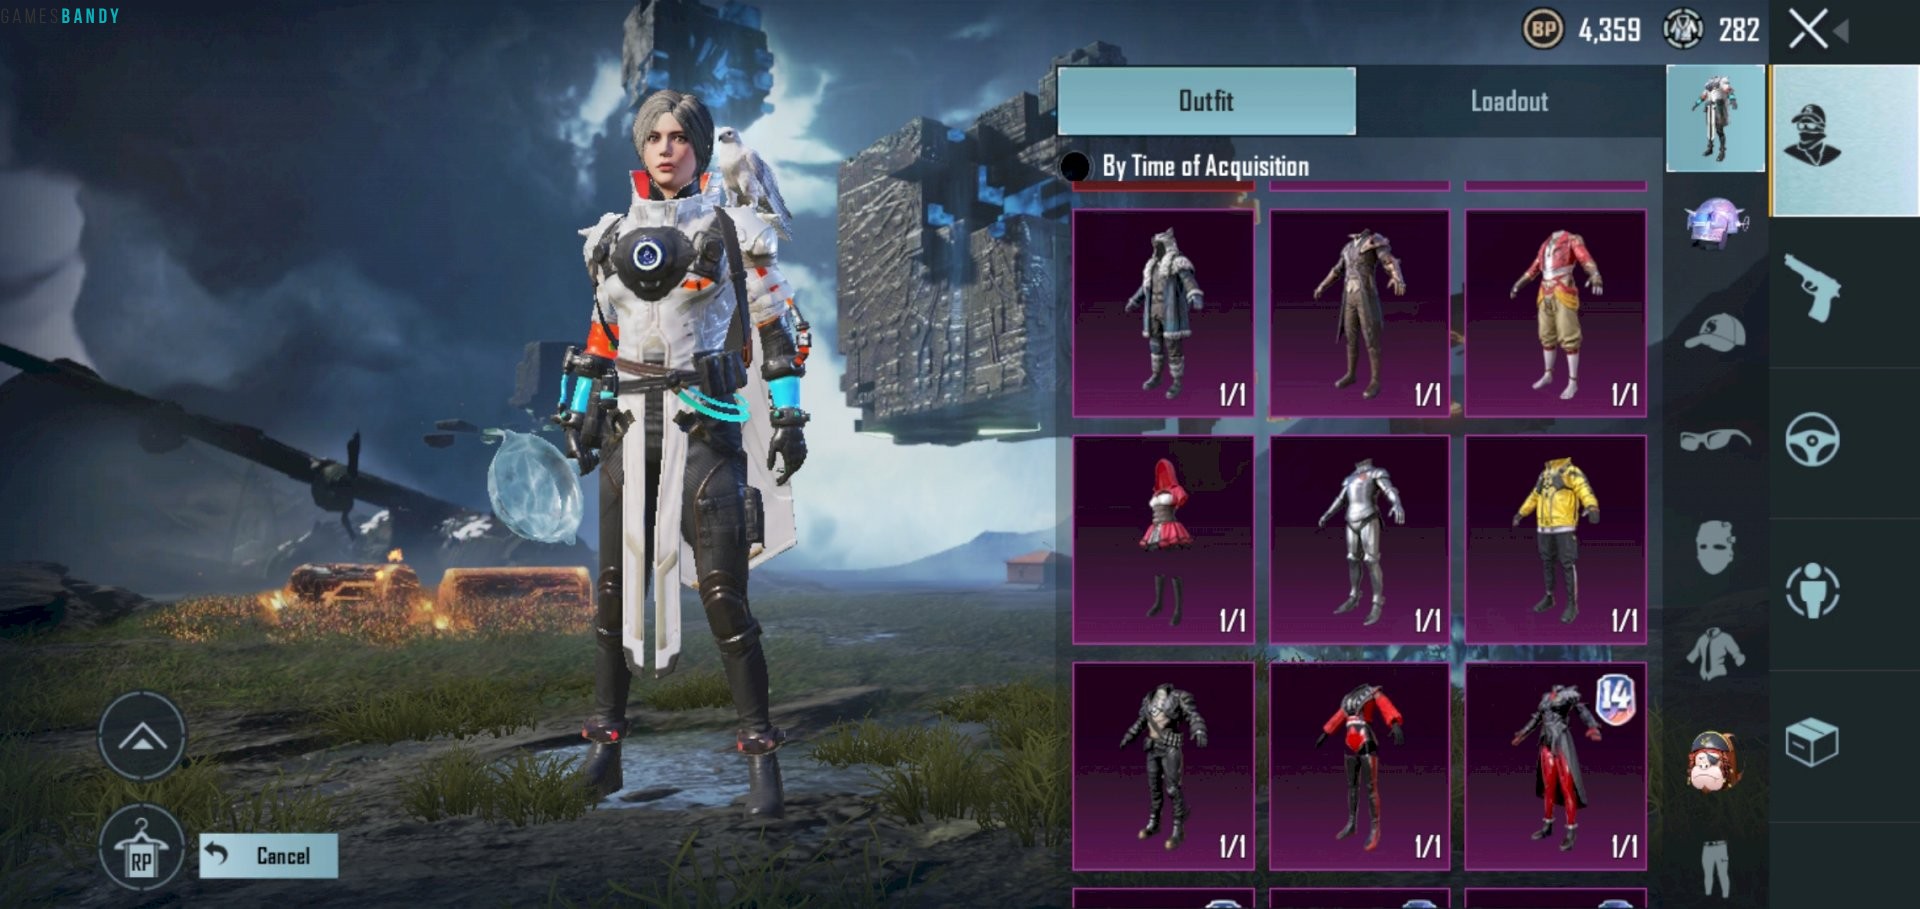 GAMESBANDY
BP 4,359 282
Outfit Loadout
By Time of Acquisition
1/1 1/1 1/1
1/1 1/1 1/1
14
1/1 1/1 1/1
RP
Cancel